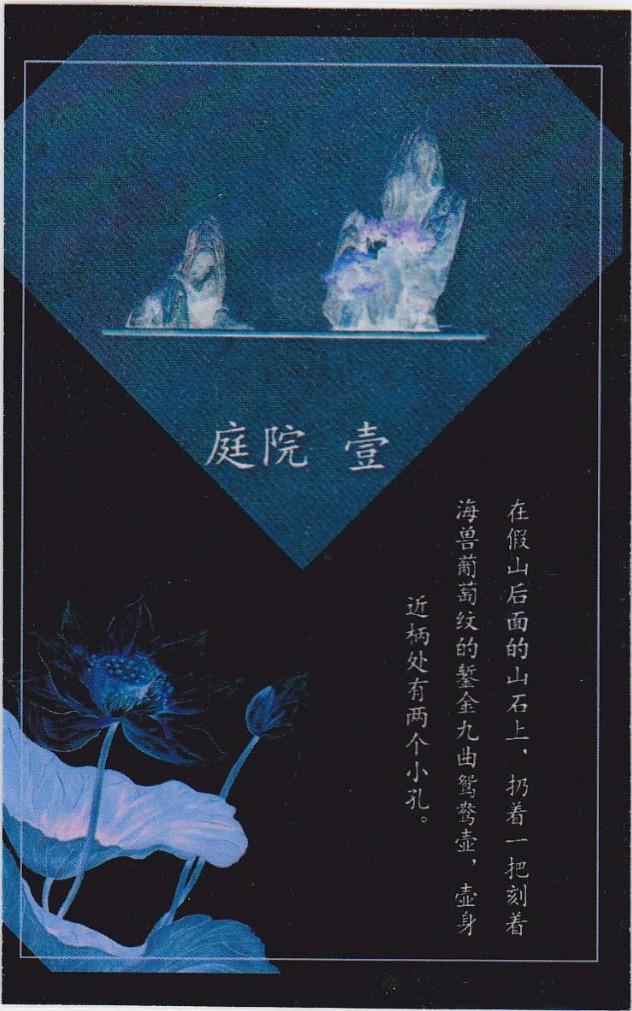 庭院 壹
在假山后面的山石上，扔着一把刻着
海兽葡萄纹的錾金九曲鸳鸯壶，壶身
近柄处有两个小孔。